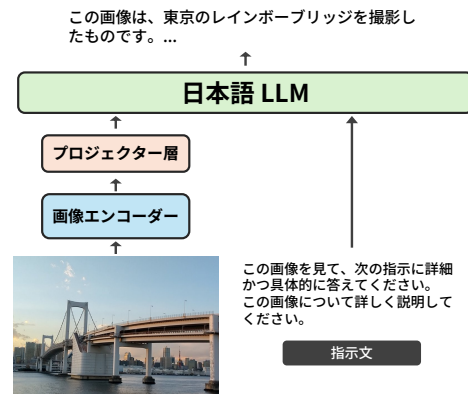 この画像は、東京のレインボーブリッジを撮影し
たものです。...
日本語 LLM
プロジェクター層
画像エンコーダー
この画像を見て、次の指示に詳細
かつ具体的に答えてください。
この画像について詳しく説明して
ください。
指示文